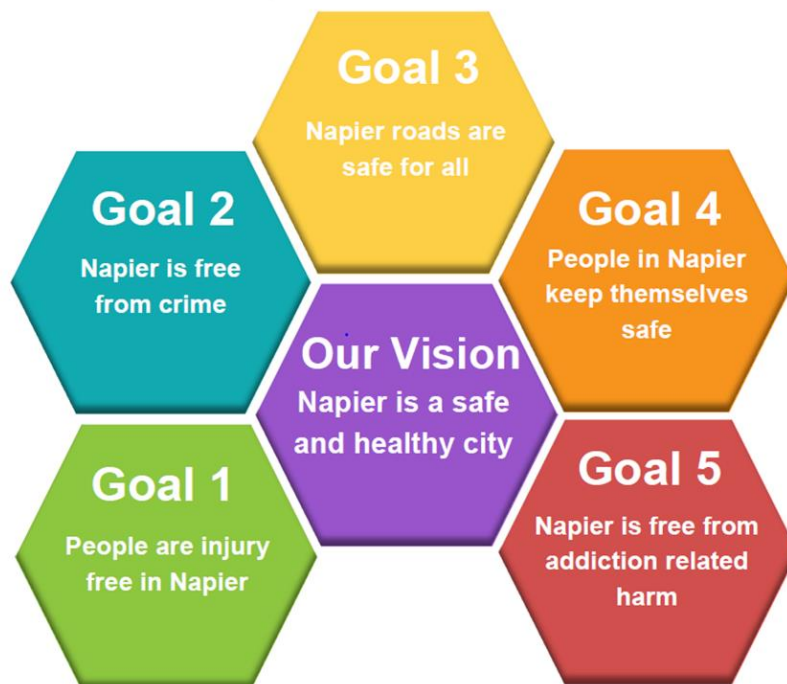 Goal 3
Napier roads are
safe for all
Goal 2
Napier is free
from crime
Goal 4
People in Napier
keep themselves
safe
Our Vision
Napier is a safe
and healthy city
Goal 1
People are injury
free in Napier
Goal 5
Napier is free from
addiction related
harm